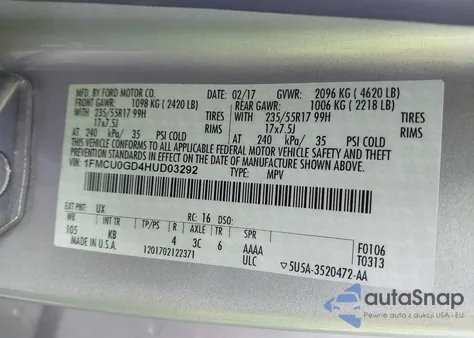 MFD. BY FORD MOTOR CO. 02/17 GVWR: 2096 KG ( 4620 LB)
FRONT GAWR: 1098 KG ( 2420 LB) REAR GAWR: 1006 KG ( 2218 LB)
WITH 235/55R17 99H TIRES WITH 235/55R17 99H TIRES
17x7.5J RIMS 17x7.5J RIMS
AT 240 kPa/ 35 PSI COLD AT 240 kPa/ 35 PSI COLD
THIS VEHICLE CONFORMS TO ALL APPLICABLE FEDERAL MOTOR VEHICLE SAFETY, BUMPER, AND
THEFT PREVENTION STANDARDS IN EFFECT ON THE DATE OF MANUFACTURE SHOWN ABOVE.
VIN: 1FMCU0GD4HUD03292 TYPE: MPV
EXT PNT: UX RC: 16 DSO: F0106
WB INT TR TP/PS R AXLE TR SPR T0313
105 KB 4 3C 6 AAAA
MADE IN U.S.A. ULC
1201702122371 ▽5U5A-3520472-AA
autoSnap
Pewne auta z USA i EU